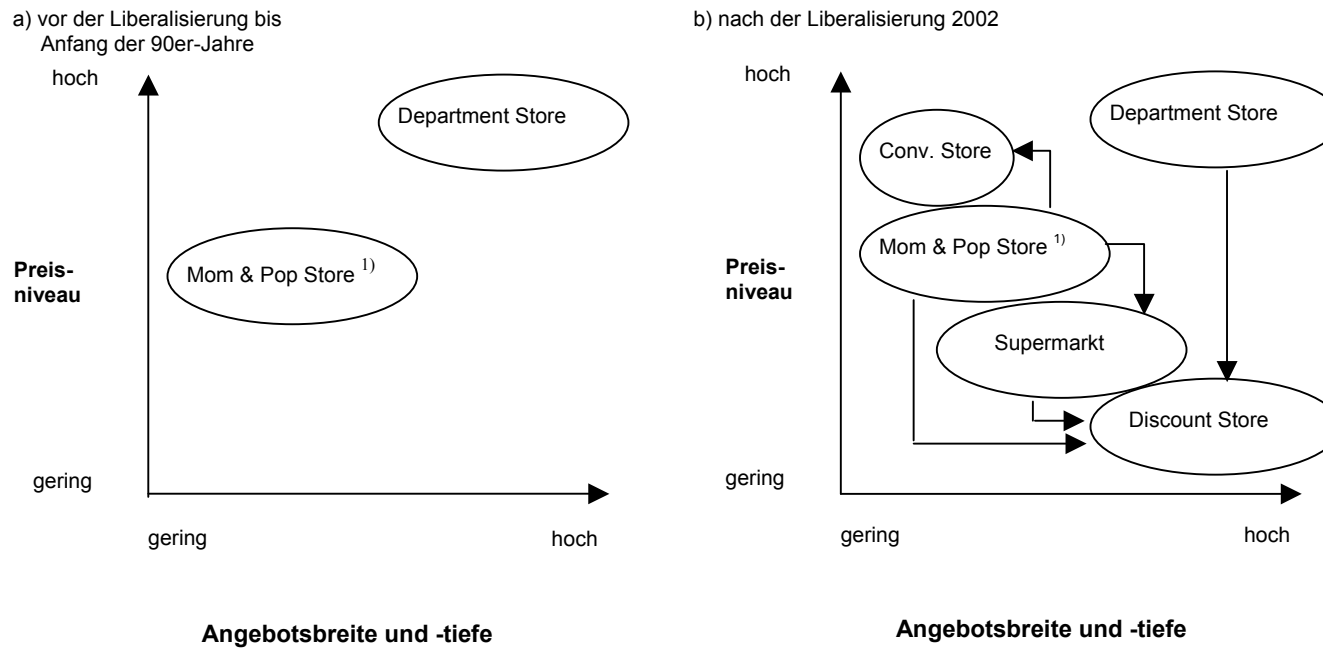 a) vor der Liberalisierung bis
Anfang der 90er-Jahre
hoch
Department Store
Preis-
niveau
Mom & Pop Store 1)
gering
gering
hoch
Angebotsbreite und -tiefe
b) nach der Liberalisierung 2002
hoch
Department Store
Conv. Store
Mom & Pop Store 1)
Preis-
niveau
Supermarkt
Discount Store
gering
gering
hoch
Angebotsbreite und -tiefe